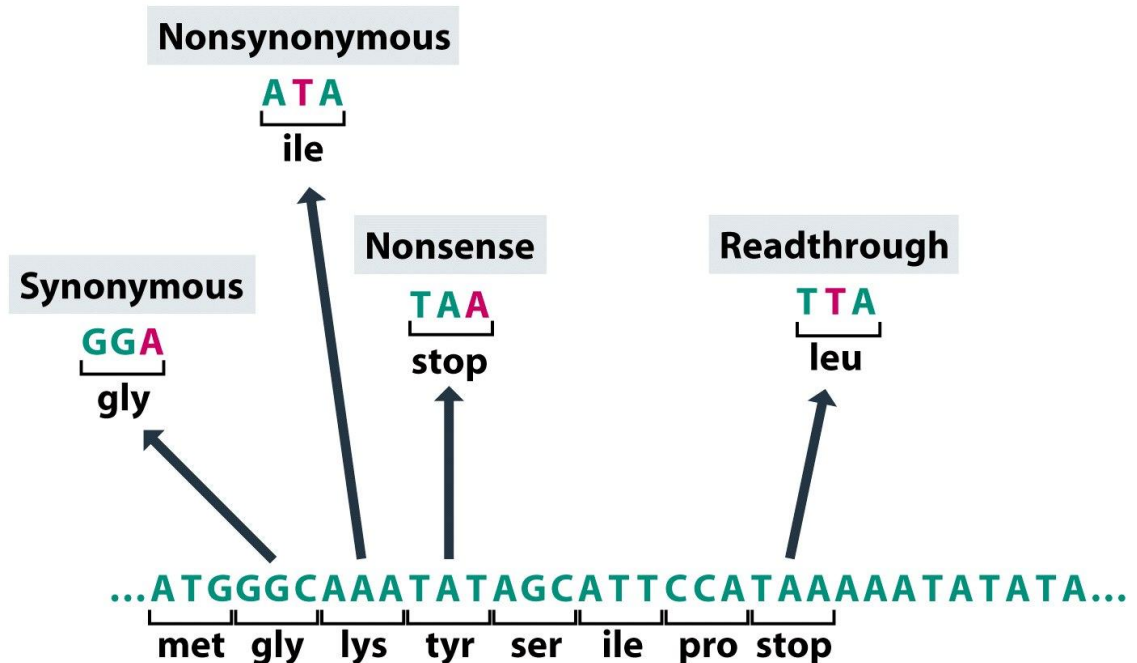 Nonsynonymous
ATA
ile
Nonsense
TAA
stop
Readthrough
TTA
leu
Synonymous
GGA
gly
...ATGGGCAAATATAGCATTCCATAAAAATATATA...
met gly lys tyr ser ile pro stop